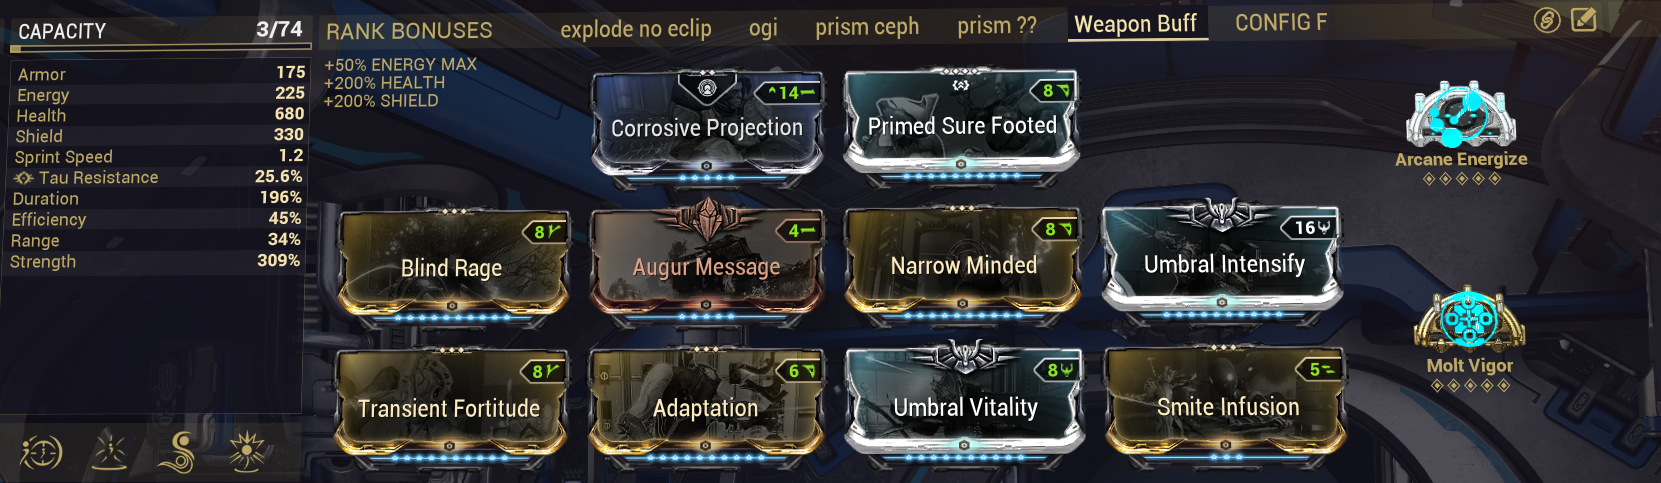 CAPACITY 3/74
RANK BONUSES
explode no eclip
ogi
prism ceph
prism ??
Weapon Buff
CONFIG F
Armor 175
Energy 225
Health 680
Shield 330
Sprint Speed 1.2
Tau Resistance 25.6%
Duration 196%
Efficiency 45%
Range 34%
Strength 309%
+50% ENERGY MAX
+200% HEALTH
+200% SHIELD
14
Corrosive Projection
8
Primed Sure Footed
Arcane Energize
8
Blind Rage
4
Augur Message
8
Narrow Minded
16
Umbral Intensify
8
Transient Fortitude
6
Adaptation
8
Umbral Vitality
5
Smite Infusion
Molt Vigor